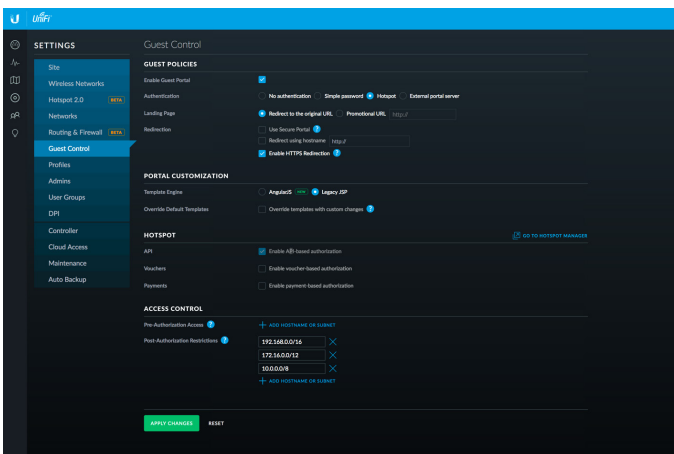 UniFi
SETTINGS
Site
Wireless Networks
Hotspot 2.0 BETA
Networks
Routing & Firewall BETA
Guest Control
Profiles
Admins
User Groups
DPI
Controller
Cloud Access
Maintenance
Auto Backup
Guest Control
GUEST POLICIES
Enable Guest Portal
Authentication No authentication Simple password Hotspot External portal server
Landing Page Redirect to the original URL Promotional URL http://
Redirection Use Secure Portal ?
Redirect using hostname http://
Enable HTTPS Redirection ?
PORTAL CUSTOMIZATION
Template Engine AngularJS NEW Legacy JSP
Override Default Templates Override templates with custom changes ?
HOTSPOT GO TO HOTSPOT MANAGER
API Enable API-based authorization
Vouchers Enable voucher-based authorization
Payments Enable payment-based authorization
ACCESS CONTROL
Pre-Authorization Access ? + ADD HOSTNAME OR SUBNET
Post-Authorization Restrictions ? 192.168.0.0/16
172.16.0.0/12
10.0.0.0/8
+ ADD HOSTNAME OR SUBNET
APPLY CHANGES RESET